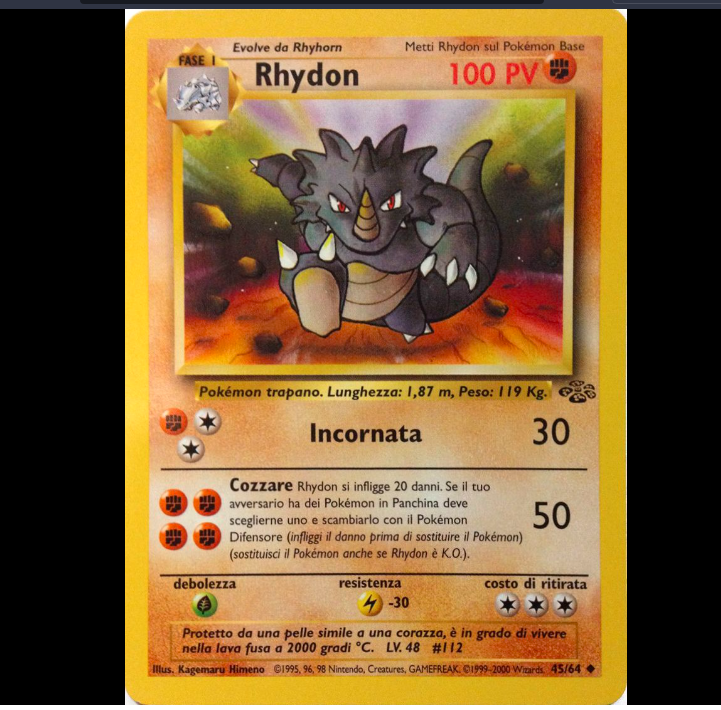 Evolve da Rhyhorn
Metti Rhydon sul Pokémon Base
FASE 1
Rhydon
100 PV
Pokémon trapano. Lunghezza: 1,87 m, Peso: 119 Kg.
Incornata
30
Cozzare Rhydon si infligge 20 danni. Se il tuo
avversario ha dei Pokémon in Panchina deve
sceglierne uno e scambiarlo con il Pokémon
Difensore (infliggi il danno prima di sostituire il Pokémon)
(sostituisci il Pokémon anche se Rhydon è K.O.).
50
debolezza
resistenza
costo di ritirata
-30
Protetto da una pelle simile a una corazza, è in grado di vivere
nella lava fusa a 2000 gradi °C. LV. 48 #112
Illus. Kagemaru Himeno ©1995, 96, 98 Nintendo, Creatures, GAMEFREAK. ©1999-2000 Wizards. 45/64